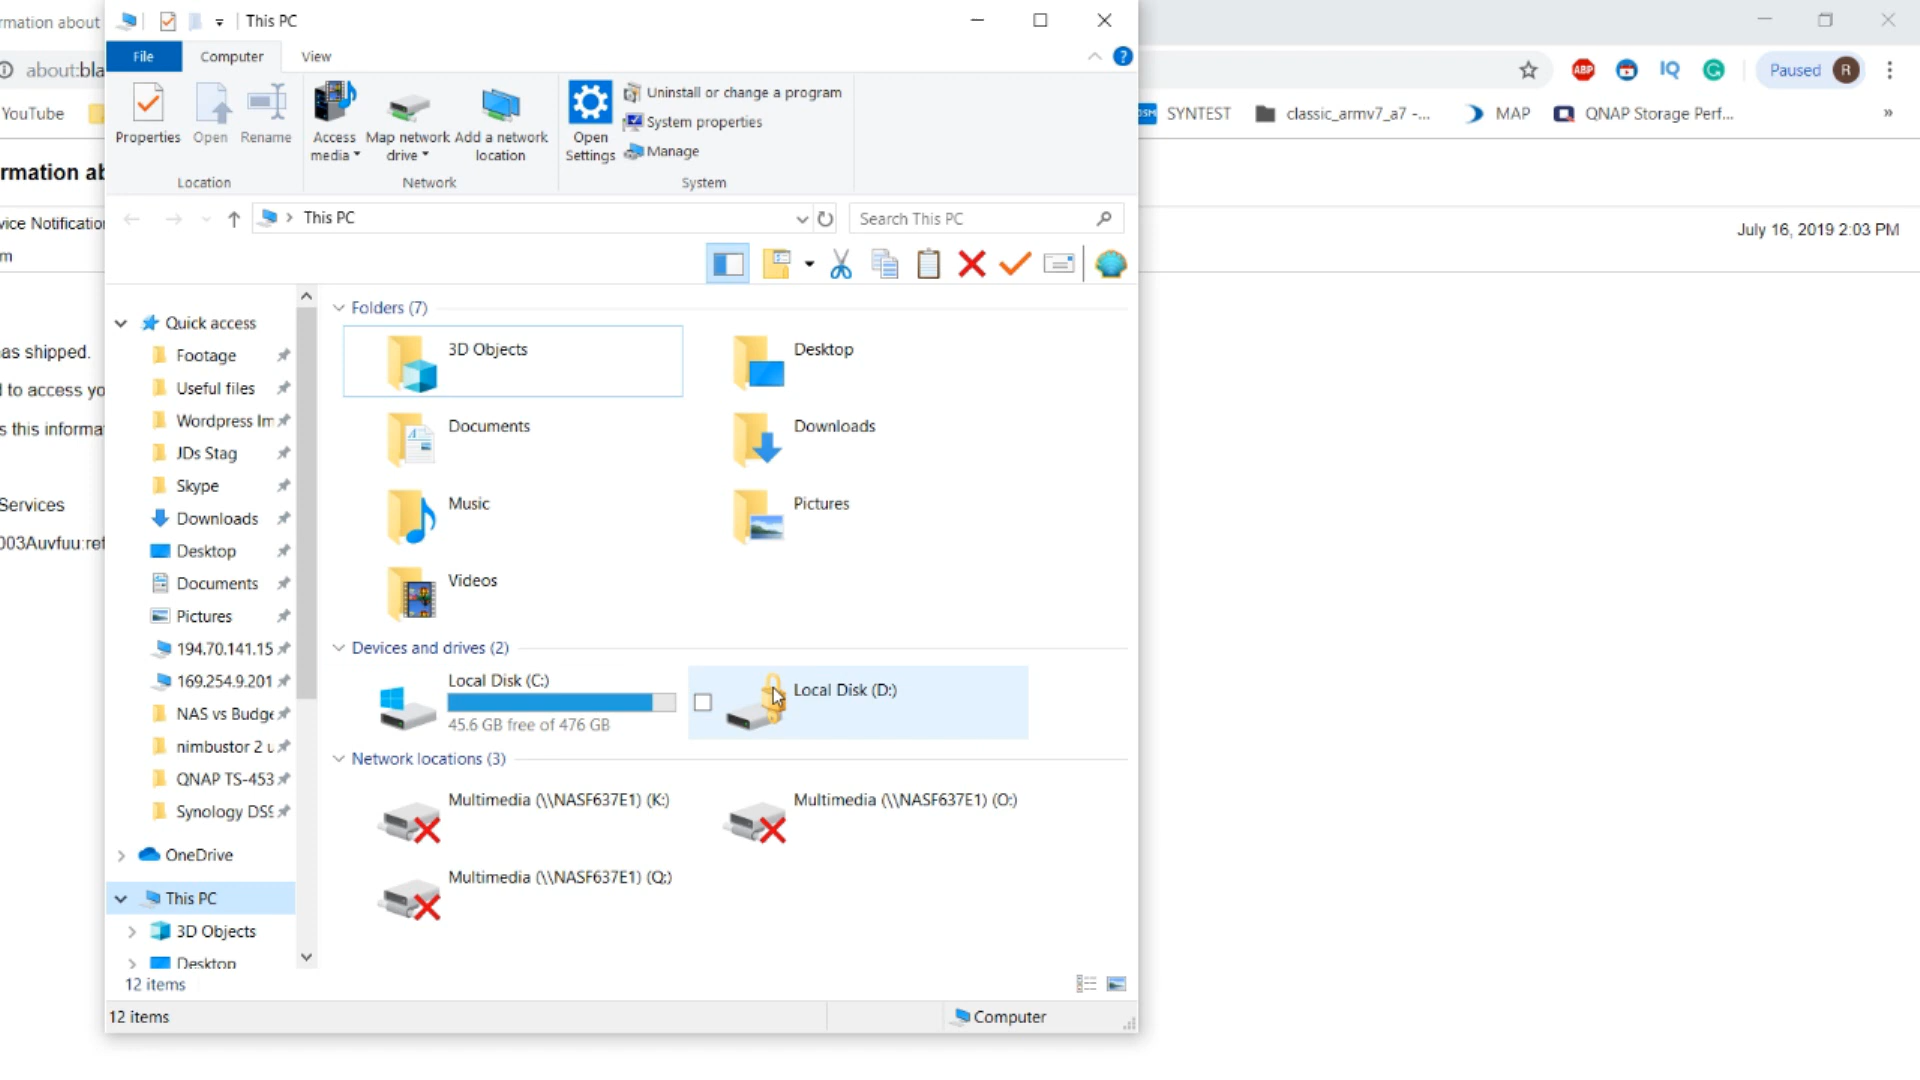 rmation about
This PC
File
Computer
View
about:bla
ABP
IQ
Paused
R
YouTube
SYNTEST
classic_armv7_a7 -...
MAP
QNAP Storage Perf...
»
Properties
Open
Rename
Access media
Map network drive
Add a network location
Open Settings
Uninstall or change a program
System properties
Manage
Location
Network
System
rmation ab
This PC
Search This PC
vice Notification
July 16, 2019 2:03 PM
m
as shipped.
d to access yo
s this informa
Services
003Auvfuu:ref
Quick access
Footage
Useful files
Wordpress Im
JDs Stag
Skype
Downloads
Desktop
Documents
Pictures
194.70.141.15
169.254.9.201
NAS vs Budge
nimbustor 2 u
QNAP TS-453
Synology DS9
OneDrive
This PC
3D Objects
Desktop
Folders (7)
3D Objects
Desktop
Documents
Downloads
Music
Pictures
Videos
Devices and drives (2)
Local Disk (C:)
45.6 GB free of 476 GB
Local Disk (D:)
Network locations (3)
Multimedia (\\NASF637E1) (K:)
Multimedia (\\NASF637E1) (O:)
Multimedia (\\NASF637E1) (Q:)
12 items
12 items
Computer